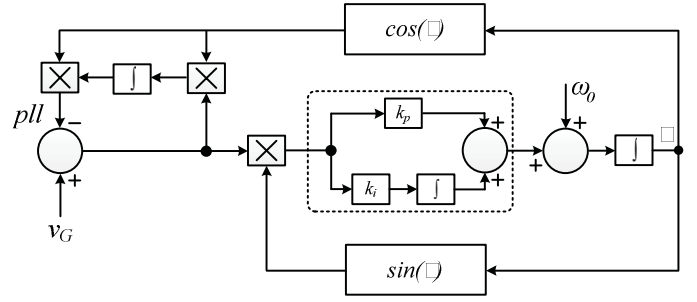 cos(□)
∫
pll
−
+
v_G
k_p
k_i
∫
+
+
ω_0
+
+
∫
□
sin(□)